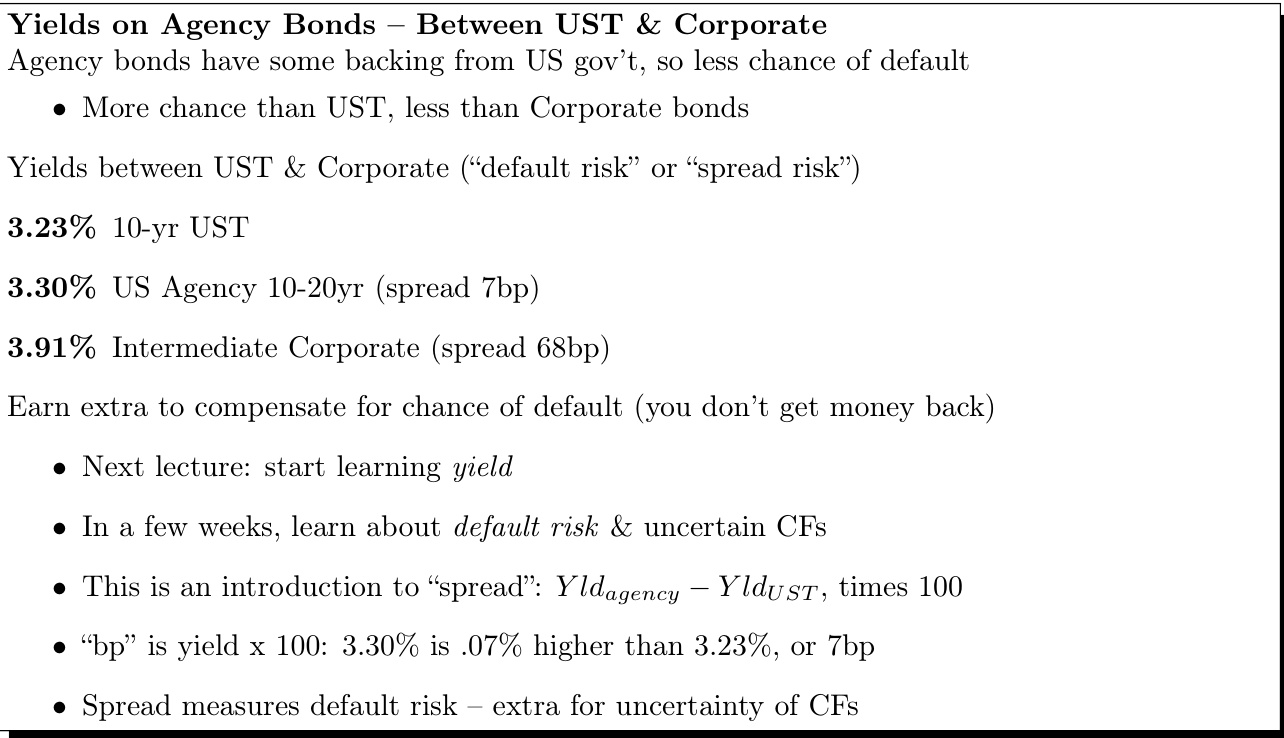 Yields on Agency Bonds – Between UST & Corporate
Agency bonds have some backing from US gov't, so less chance of default
• More chance than UST, less than Corporate bonds
Yields between UST & Corporate (“default risk” or “spread risk”)
3.23% 10-yr UST
3.30% US Agency 10-20yr (spread 7bp)
3.91% Intermediate Corporate (spread 68bp)
Earn extra to compensate for chance of default (you don't get money back)
• Next lecture: start learning yield
• In a few weeks, learn about default risk & uncertain CFs
• This is an introduction to “spread”: $Yld_{agency} - Yld_{UST}$, times 100
• “bp” is yield x 100: 3.30% is .07% higher than 3.23%, or 7bp
• Spread measures default risk – extra for uncertainty of CFs